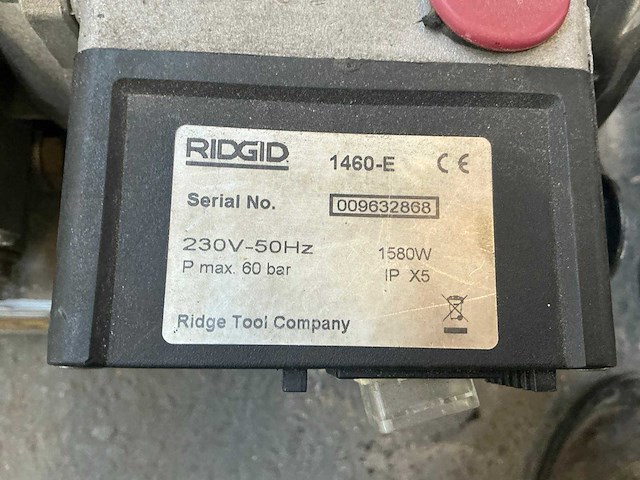 RIDGID 1460-E CE
Serial No. 009632868
230V-50Hz 1580W
P max. 60 bar IP X5
Ridge Tool Company